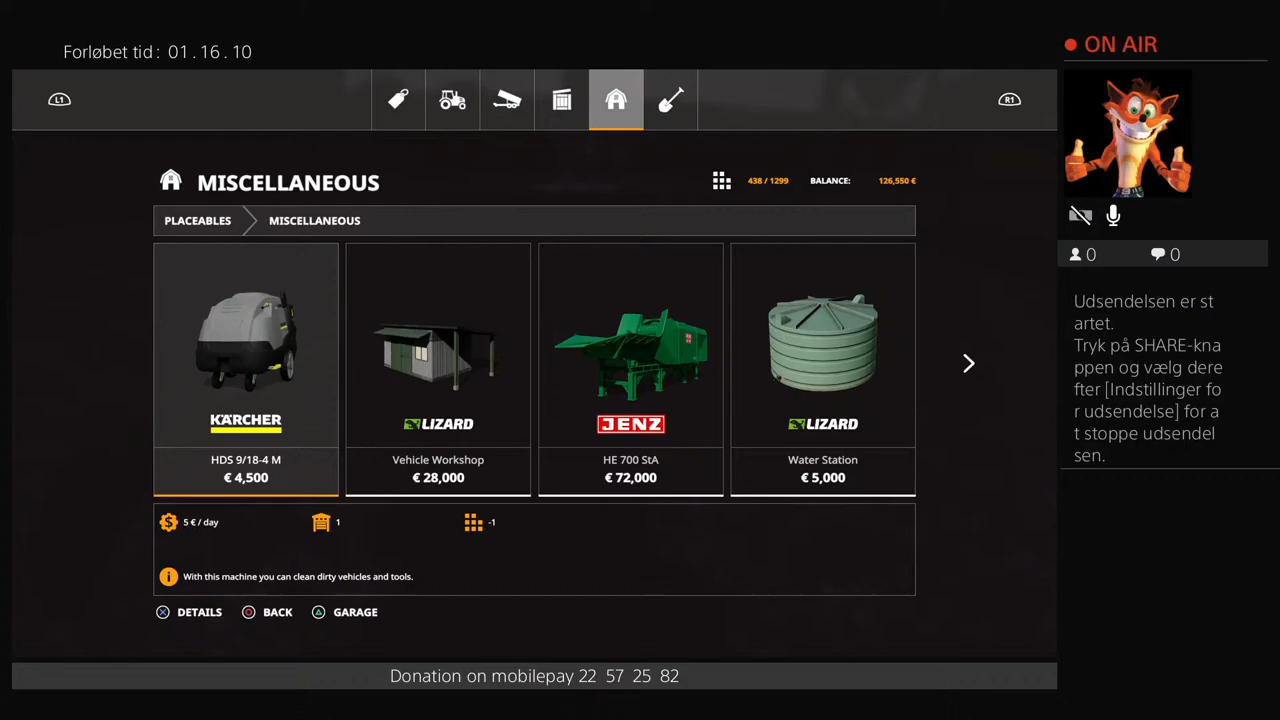 Forløbet tid: 01.16.10
L1
R1
MISCELLANEOUS
438 / 1299 BALANCE: 126,550 €
PLACEABLES MISCELLANEOUS
KÄRCHER
HDS 9/18-4 M
€ 4,500
LIZARD
Vehicle Workshop
€ 28,000
JENZ
HE 700 StA
€ 72,000
LIZARD
Water Station
€ 5,000
5 € / day 1 -1
With this machine you can clean dirty vehicles and tools.
DETAILS BACK GARAGE
Donation on mobilepay 22 57 25 82
ON AIR
0 0
Udsendelsen er st
artet.
Tryk på SHARE-kna
ppen og vælg dere
fter [Indstillinger fo
r udsendelse] for a
t stoppe udsendel
sen.